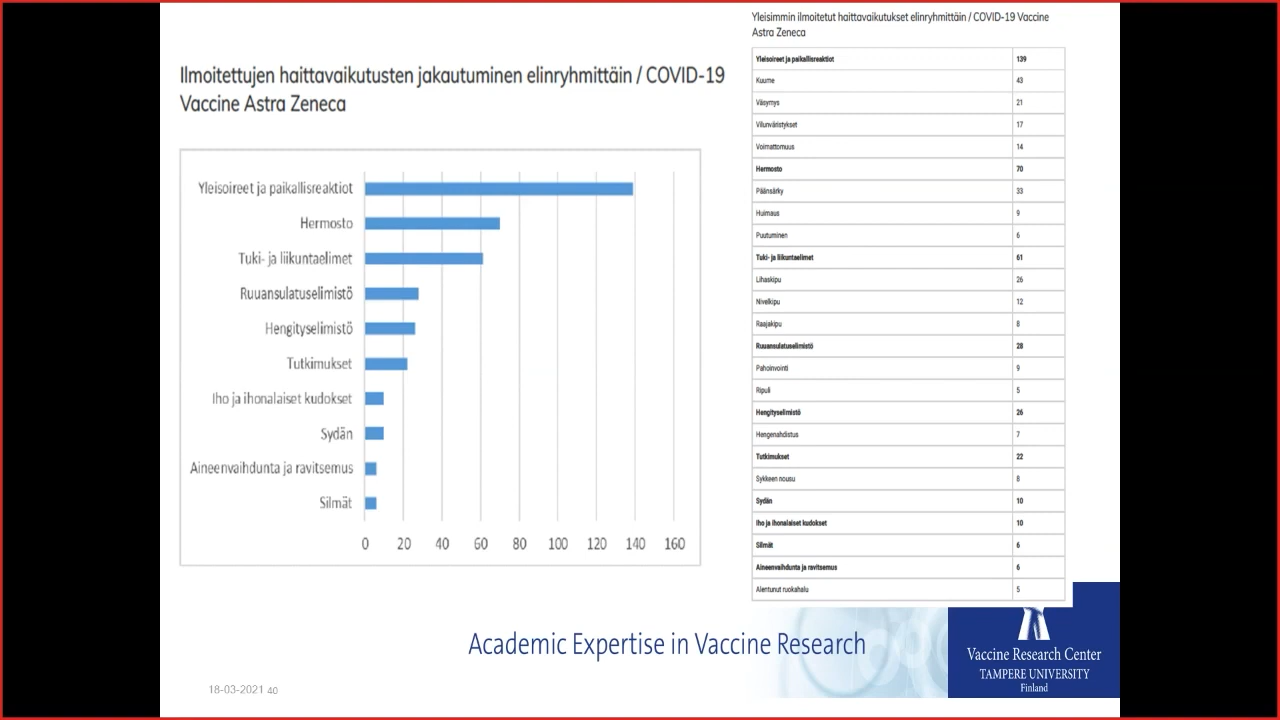 Ilmoitettujen haittavaikutusten jakautuminen elinryhmittäin / COVID-19
Vaccine Astra Zeneca
Yleisoireet ja paikallisreaktiot
Hermosto
Tuki- ja liikuntaelimet
Ruuansulatuselimistö
Hengityselimistö
Tutkimukset
Iho ja ihonalaiset kudokset
Sydän
Aineenvaihdunta ja ravitsemus
Silmät
0 20 40 60 80 100 120 140 160
Yleisimmin ilmoitetut haittavaikutukset elinryhmittäin / COVID-19 Vaccine
Astra Zeneca
Yleisoireet ja paikallisreaktiot 139
Kuume 43
Väsymys 21
Vilunväristykset 17
Voimattomuus 14
Hermosto 70
Päänsärky 33
Huimaus 9
Puutuminen 6
Tuki- ja liikuntaelimet 61
Lihaskipu 26
Nivelkipu 12
Raajakipu 8
Ruuansulatuselimistö 28
Pahoinvointi 9
Ripuli 5
Hengityselimistö 26
Hengenahdistus 7
Tutkimukset 22
Sykkeen nousu 8
Sydän 10
Iho ja ihonalaiset kudokset 10
Silmät 6
Aineenvaihdunta ja ravitsemus 6
Alentunut ruokahalu 5
Academic Expertise in Vaccine Research
Vaccine Research Center
TAMPERE UNIVERSITY
Finland
18-03-2021 40